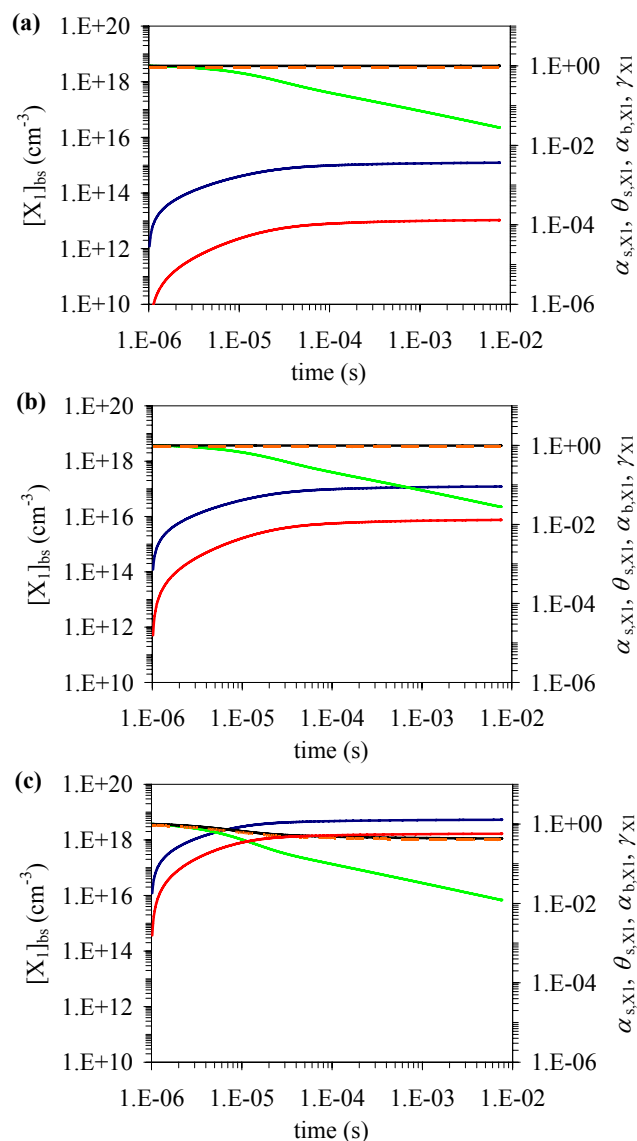 (a)
1.E+20
1.E+18
1.E+16
1.E+14
1.E+12
1.E+10
[X1]bs (cm-3)
1.E+00
1.E-02
1.E-04
1.E-06
αs,X1, θs,X1, αb,X1, γX1
1.E-06 1.E-05 1.E-04 1.E-03 1.E-02
time (s)
(b)
1.E+20
1.E+18
1.E+16
1.E+14
1.E+12
1.E+10
[X1]bs (cm-3)
1.E+00
1.E-02
1.E-04
1.E-06
αs,X1, θs,X1, αb,X1, γX1
1.E-06 1.E-05 1.E-04 1.E-03 1.E-02
time (s)
(c)
1.E+20
1.E+18
1.E+16
1.E+14
1.E+12
1.E+10
[X1]bs (cm-3)
1.E+00
1.E-02
1.E-04
1.E-06
αs,X1, θs,X1, αb,X1, γX1
1.E-06 1.E-05 1.E-04 1.E-03 1.E-02
time (s)